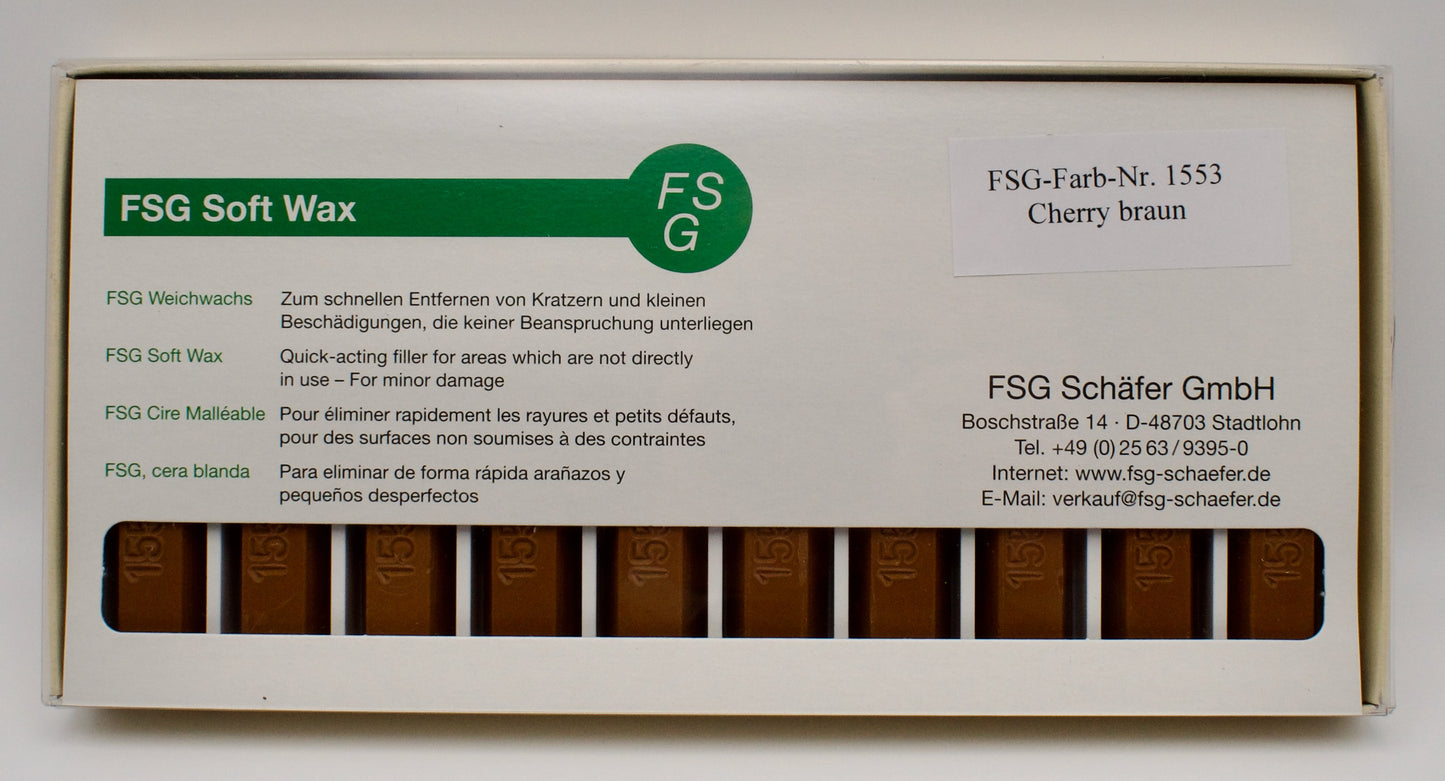 FSG Soft Wax
FS
G
FSG-Farb-Nr. 1553
Cherry braun
FSG Weichwachs Zum schnellen Entfernen von Kratzern und kleinen
Beschädigungen, die keiner Beanspruchung unterliegen
FSG Soft Wax Quick-acting filler for areas which are not directly
in use – For minor damage
FSG Cire Malléable Pour éliminer rapidement les rayures et petits défauts,
pour des surfaces non soumises à des contraintes
FSG, cera blanda Para eliminar de forma rápida arañazos y
pequeños desperfectos
FSG Schäfer GmbH
Boschstraße 14 · D-48703 Stadtlohn
Tel. +49 (0) 25 63 / 9395-0
Internet: www.fsg-schaefer.de
E-Mail: verkauf@fsg-schaefer.de